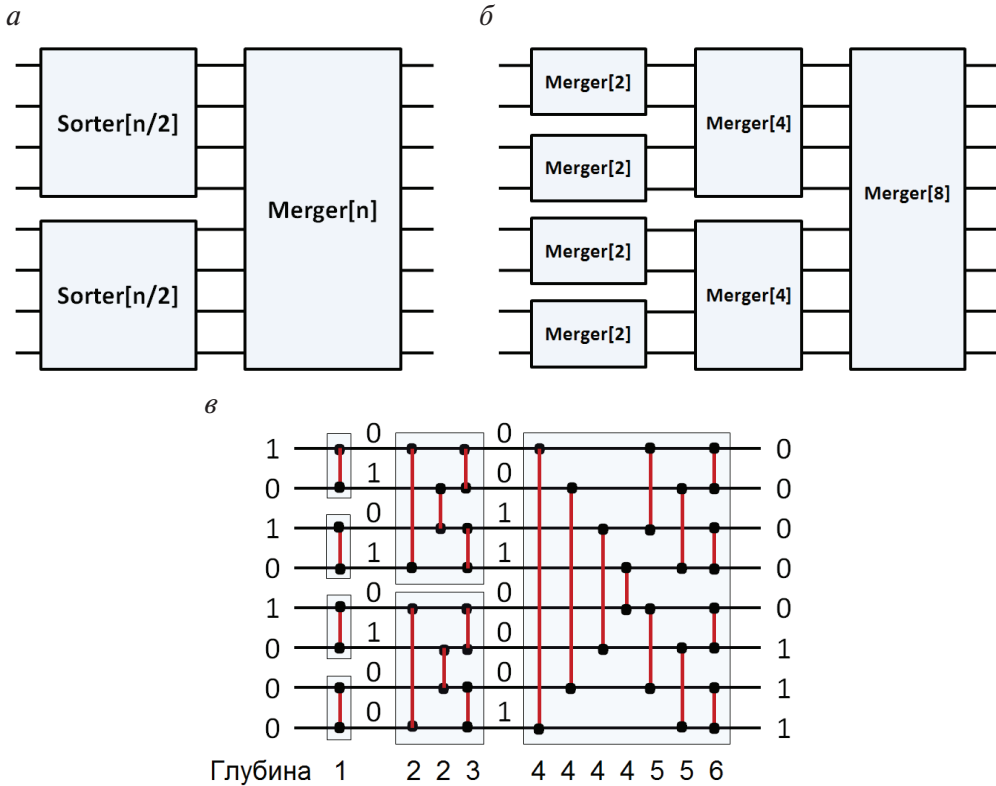 а б
Sorter[n/2] Merger[n] Merger[2] Merger[4] Merger[8]
Merger[2]
Sorter[n/2] Merger[2] Merger[4]
Merger[2]
в
1 0 0 0
0 1 0 0
1 0 1 0
0 1 1 0
1 0 0 0
0 1 0 1
0 0 0 1
0 0 1 1
Глубина 1 2 2 3 4 4 4 4 5 5 6